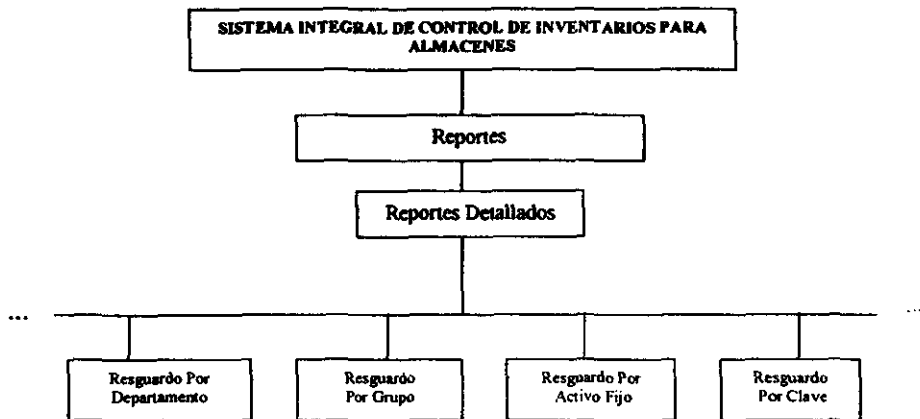 SISTEMA INTEGRAL DE CONTROL DE INVENTARIOS PARA
ALMACENES
Reportes
Reportes Detallados
... ...
Resguardo Por
Departamento
Resguardo
Por Grupo
Resguardo Por
Activo Fijo
Resguardo
Por Clave